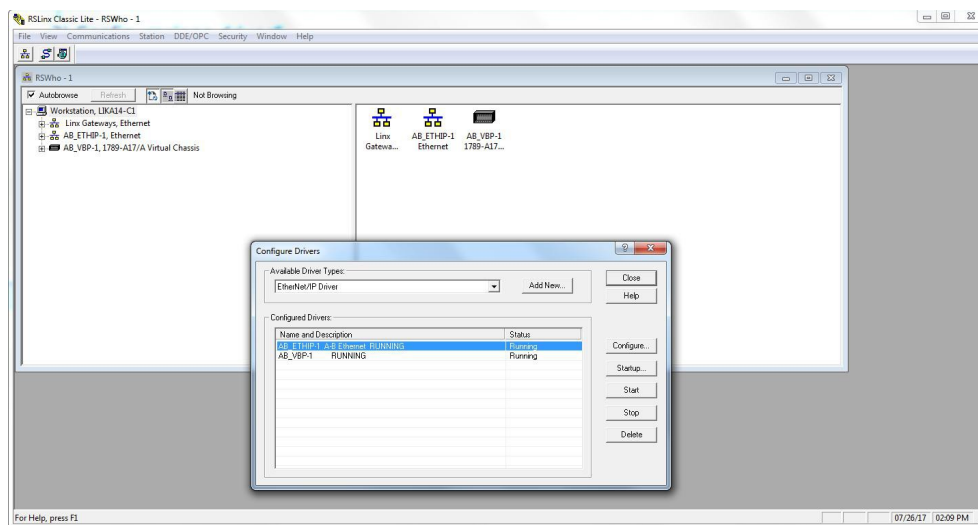 RSLinx Classic Lite - RSWho - 1
File View Communications Station DDE/OPC Security Window Help
RSWho - 1
Autobrowse Refresh Not Browsing
Workstation, LIKA14-C1
Linx Gateways, Ethernet
AB_ETHIP-1, Ethernet
AB_VBP-1, 1789-A17/A Virtual Chassis
Linx Gatewa...
AB_ETHIP-1 Ethernet
AB_VBP-1 1789-A17...
Configure Drivers
Available Driver Types:
EtherNet/IP Driver
Add New...
Close
Help
Configured Drivers:
Name and Description Status
AB_ETHIP-1 A-B Ethernet RUNNING Running
AB_VBP-1 RUNNING Running
Configure...
Startup...
Start
Stop
Delete
For Help, press F1
07/26/17 02:09 PM